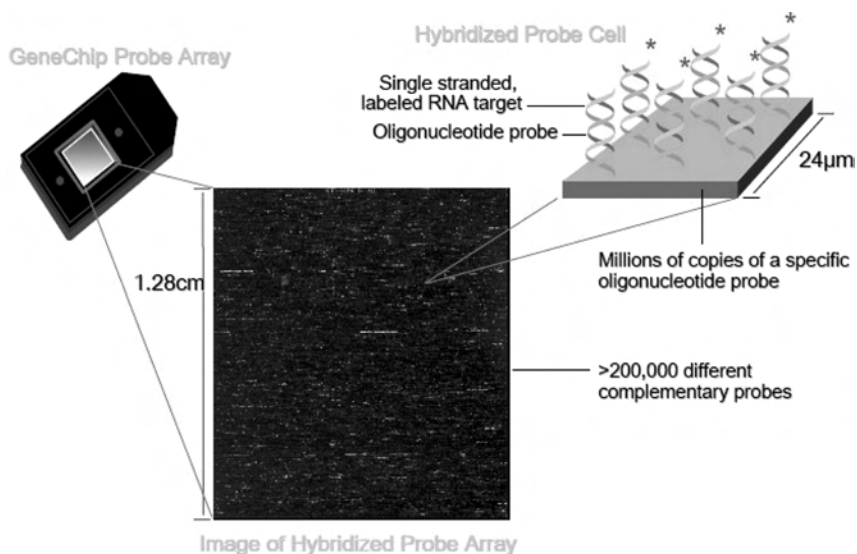 GeneChip Probe Array
Hybridized Probe Cell
Single stranded,
labeled RNA target
Oligonucleotide probe
*
*
*
*
*
*
24µm
1.28cm
Millions of copies of a specific
oligonucleotide probe
>200,000 different
complementary probes
Image of Hybridized Probe Array